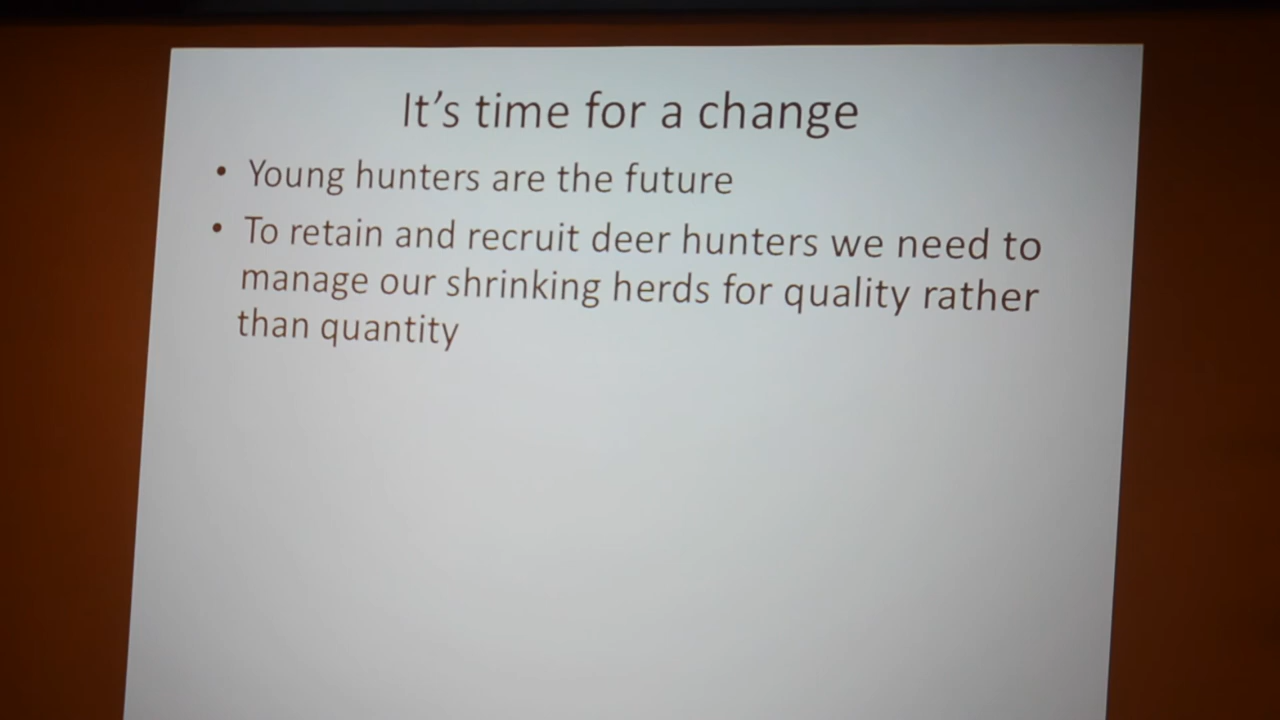 It's time for a change
• Young hunters are the future
• To retain and recruit deer hunters we need to
manage our shrinking herds for quality rather
than quantity